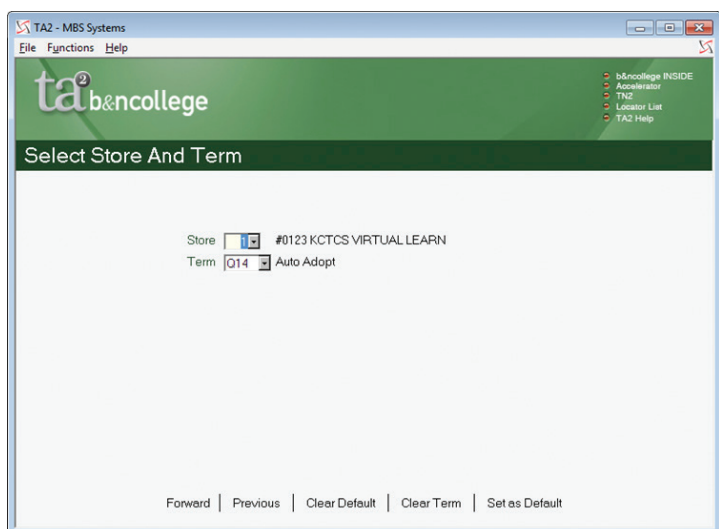 TA2 - MBS Systems
File Functions Help
ta2 b&ncollege
b&ncollege INSIDE
Accelerator
TN2
Locator List
TA2 Help
Select Store And Term
Store 1 #0123 KCTCS VIRTUAL LEARN
Term Q14 Auto Adopt
Forward | Previous | Clear Default | Clear Term | Set as Default